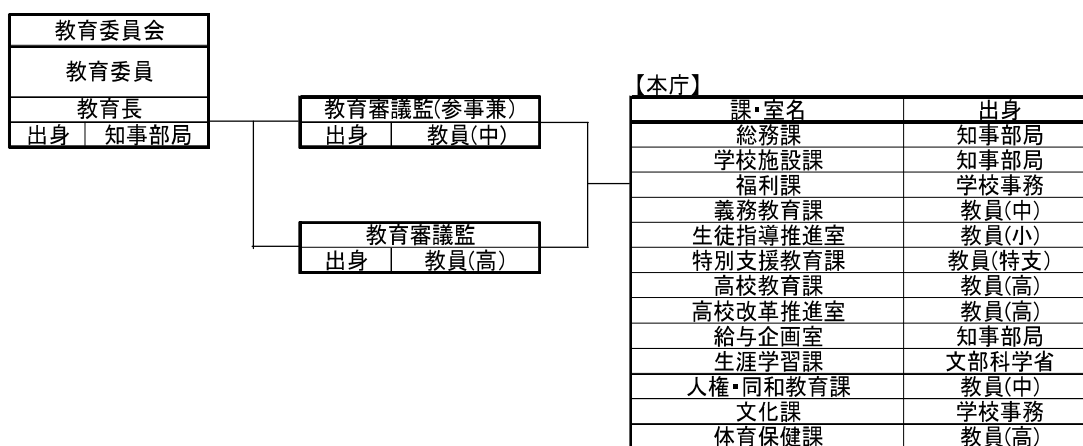 教育委員会
教育委員
教育長
出身 知事部局
教育審議監(参事兼)
出身 教員(中)
教育審議監
出身 教員(高)
【本庁】
課・室名 出身
総務課 知事部局
学校施設課 知事部局
福利課 学校事務
義務教育課 教員(中)
生徒指導推進室 教員(小)
特別支援教育課 教員(特支)
高校教育課 教員(高)
高校改革推進室 教員(高)
給与企画室 知事部局
生涯学習課 文部科学省
人権・同和教育課 教員(中)
文化課 学校事務
体育保健課 教員(高)